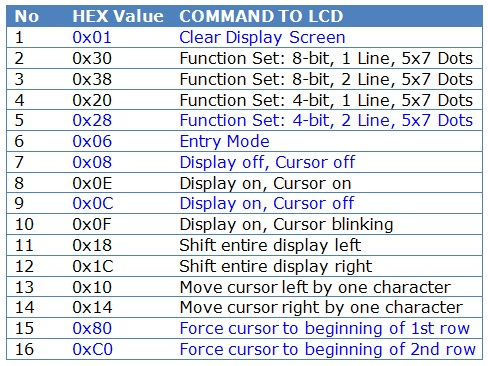 No HEX Value COMMAND TO LCD
1 0x01 Clear Display Screen
2 0x30 Function Set: 8-bit, 1 Line, 5x7 Dots
3 0x38 Function Set: 8-bit, 2 Line, 5x7 Dots
4 0x20 Function Set: 4-bit, 1 Line, 5x7 Dots
5 0x28 Function Set: 4-bit, 2 Line, 5x7 Dots
6 0x06 Entry Mode
7 0x08 Display off, Cursor off
8 0x0E Display on, Cursor on
9 0x0C Display on, Cursor off
10 0x0F Display on, Cursor blinking
11 0x18 Shift entire display left
12 0x1C Shift entire display right
13 0x10 Move cursor left by one character
14 0x14 Move cursor right by one character
15 0x80 Force cursor to beginning of 1st row
16 0xC0 Force cursor to beginning of 2nd row